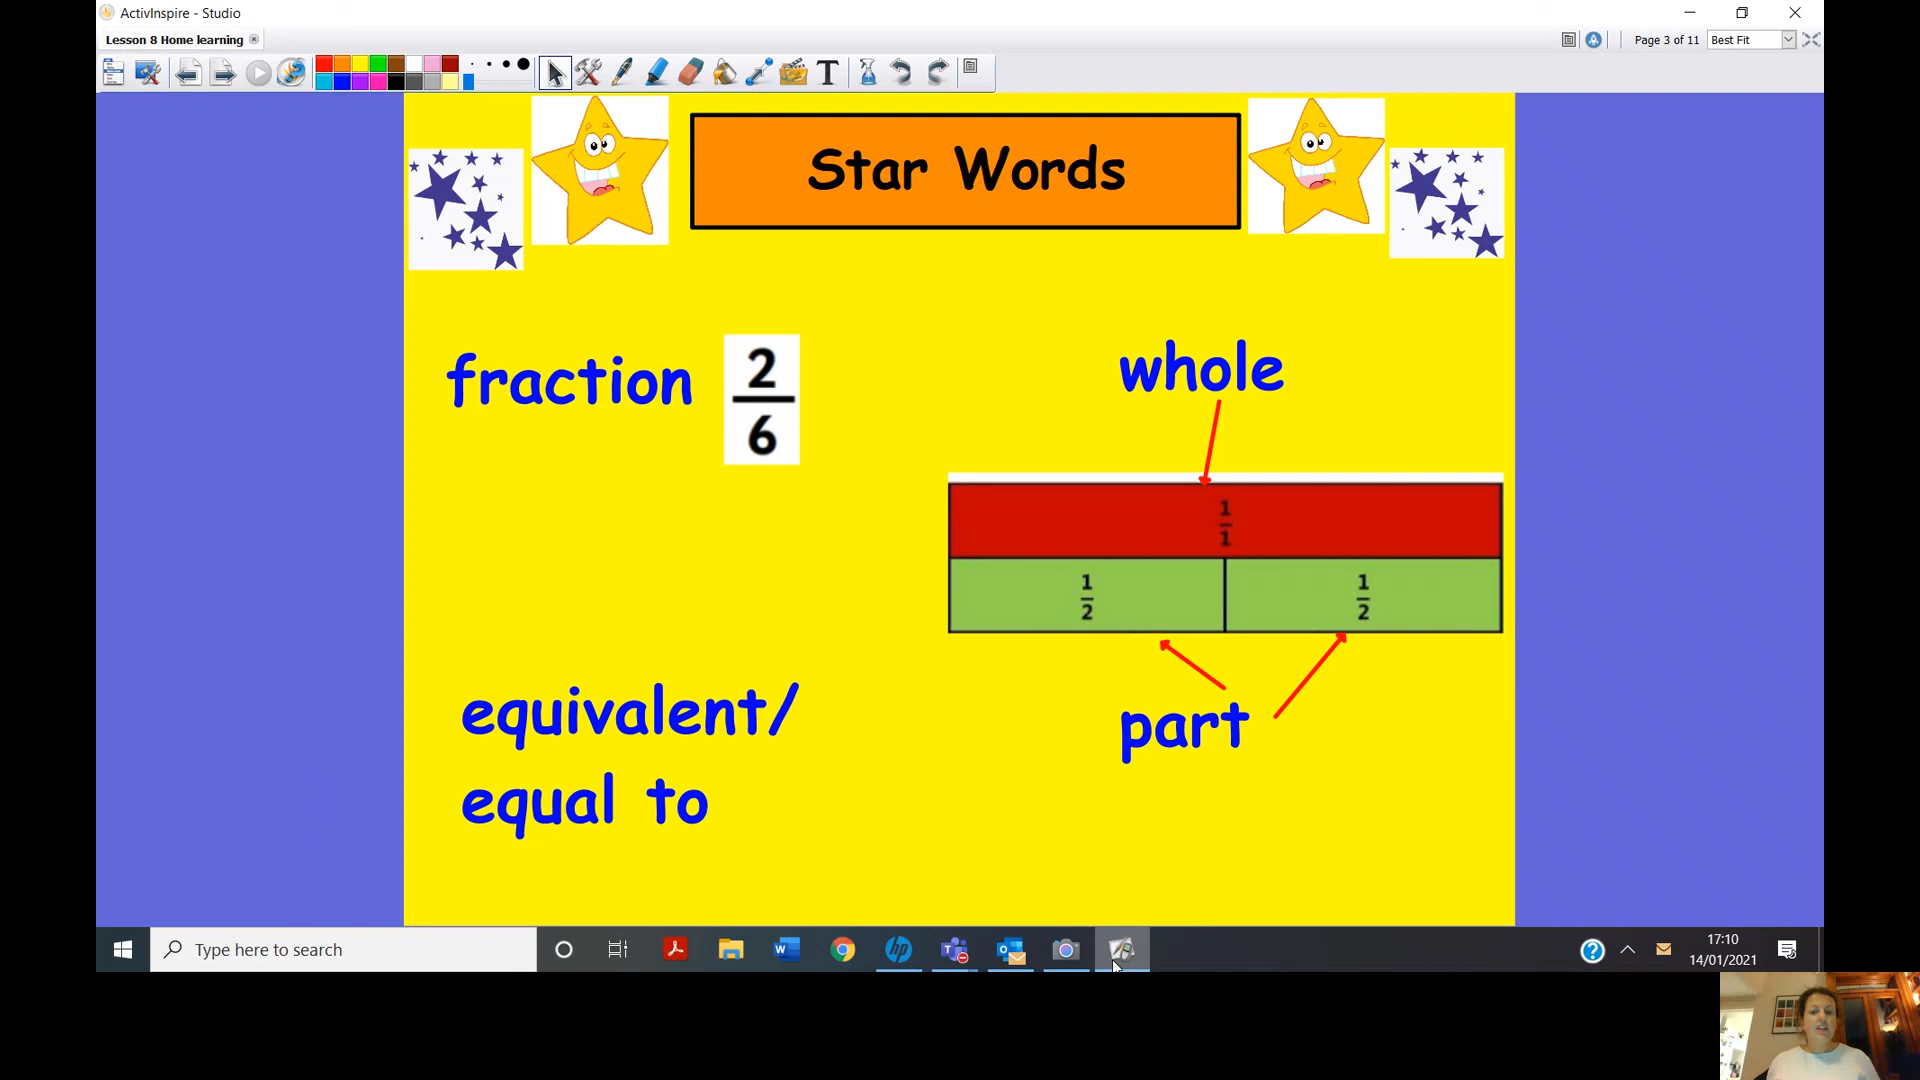 ActivInspire - Studio
Lesson 8 Home learning
Page 3 of 11 Best Fit
Star Words
fraction
2
6
whole
1
1
1
2
1
2
equivalent/
equal to
part
Type here to search
17:10
14/01/2021